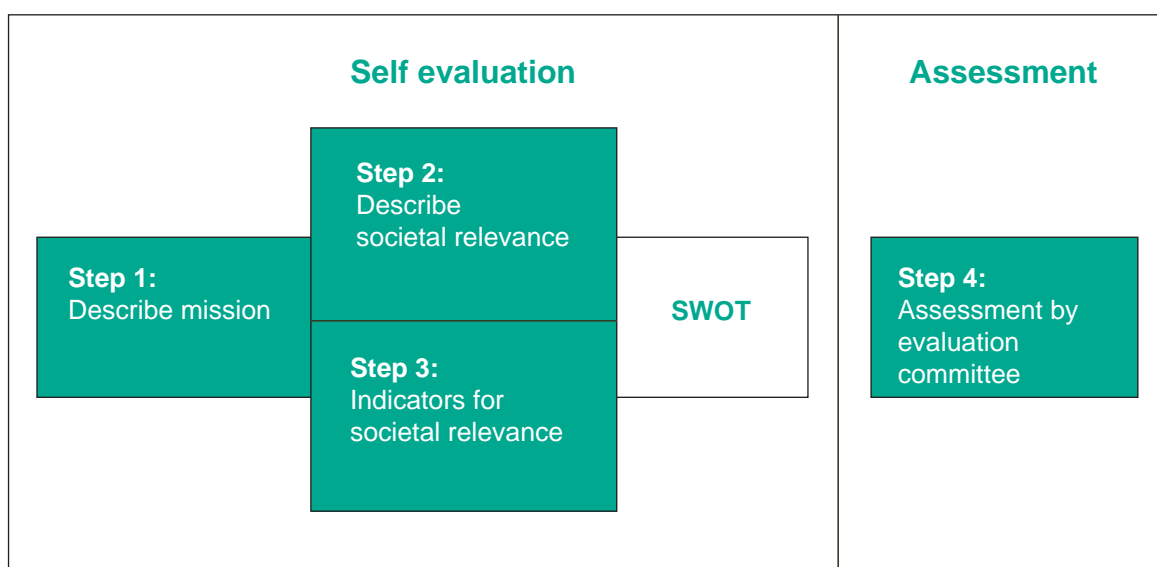 Self evaluation
Assessment
Step 1:
Describe mission
Step 2:
Describe
societal relevance
Step 3:
Indicators for
societal relevance
SWOT
Step 4:
Assessment by
evaluation
committee